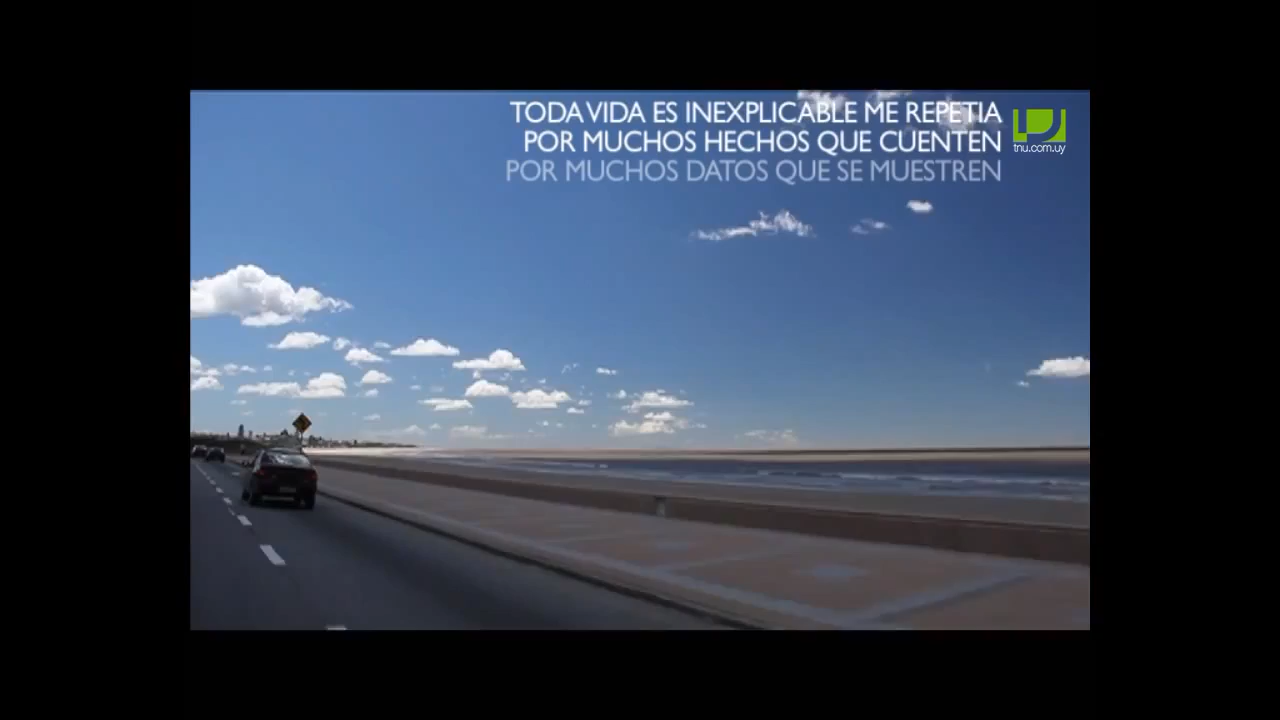 TODA VIDA ES INEXPLICABLE ME REPETIA
POR MUCHOS HECHOS QUE CUENTEN
POR MUCHOS DATOS QUE SE MUESTREN
tnu.com.uy